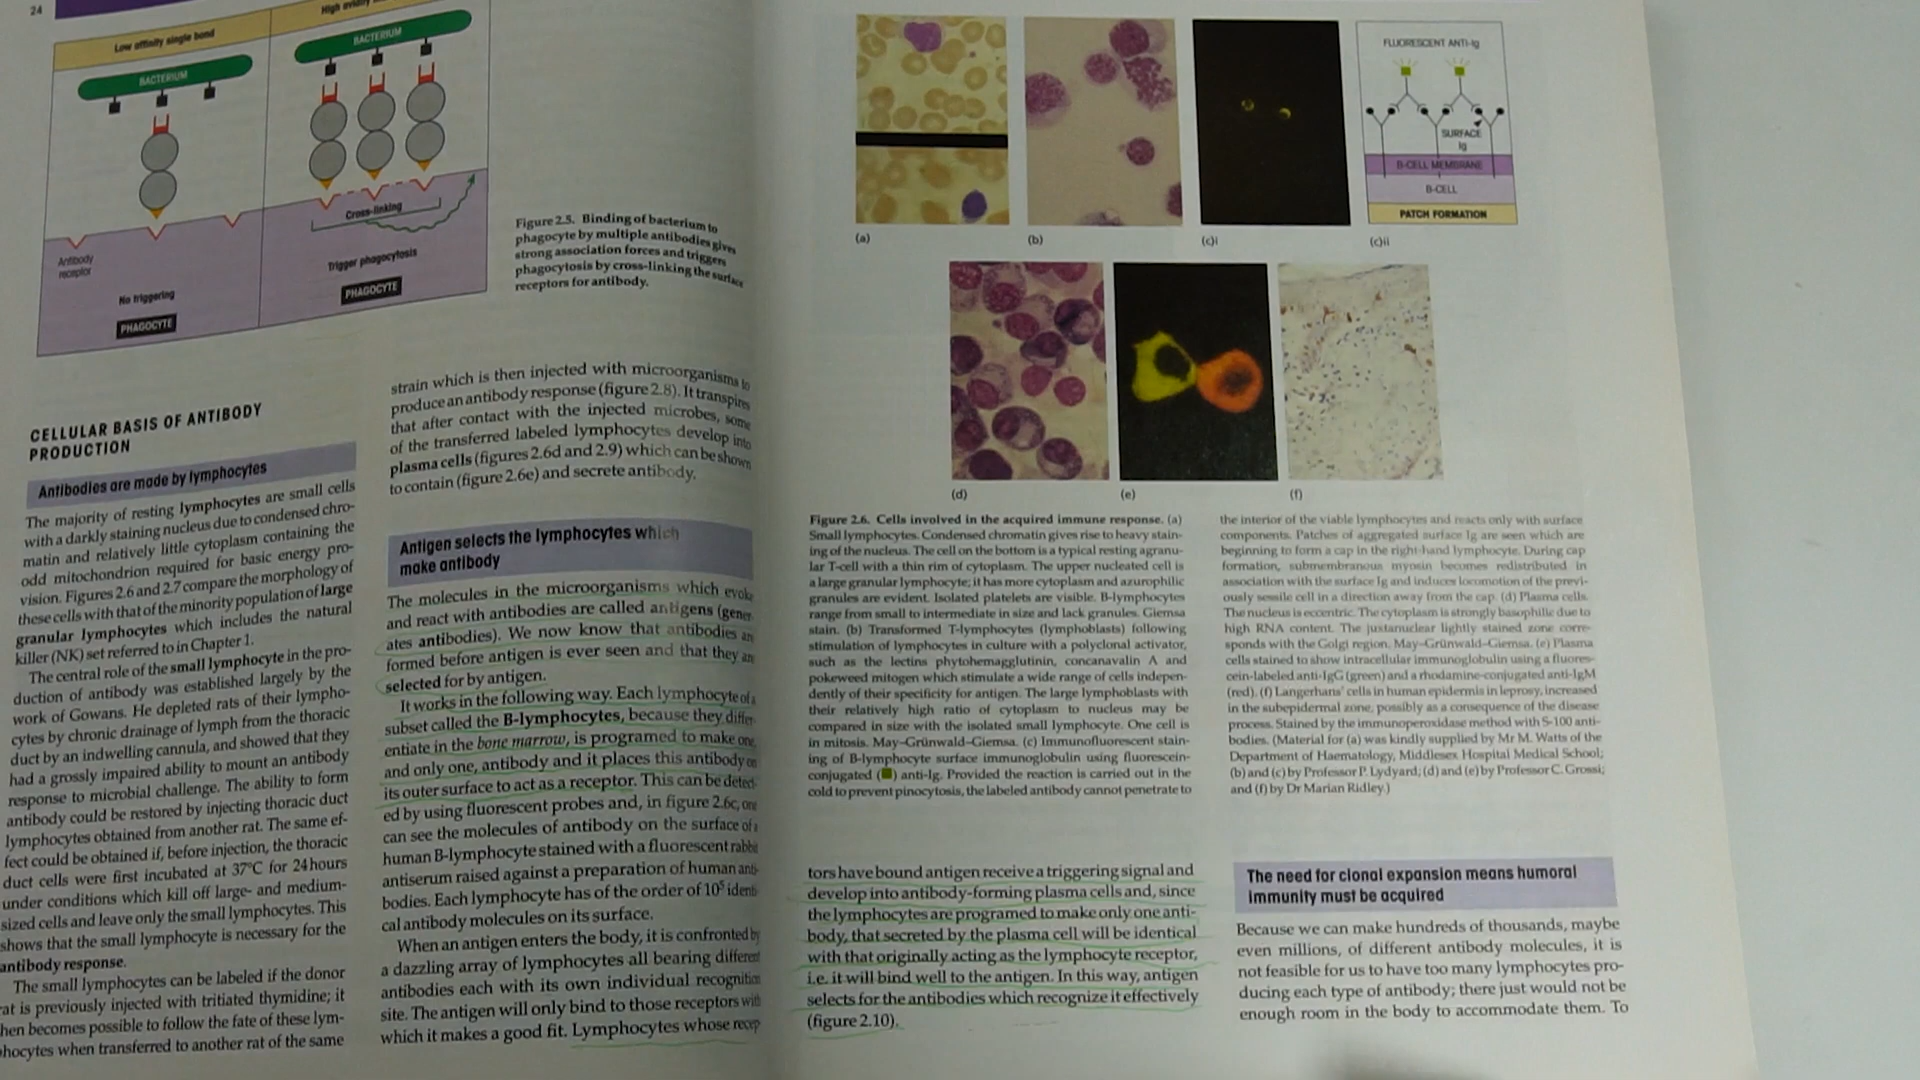 24
Low affinity single bond
BACTERIUM
Antibody
receptor
No triggering
PHAGOCYTE
BACTERIUM
Cross-linking
Trigger phagocytosis
PHAGOCYTE
Figure 2.5. Binding of bacterium to
phagocyte by multiple antibodies gives
strong association forces and triggers
phagocytosis by cross-linking the surface
receptors for antibody.
CELLULAR BASIS OF ANTIBODY
PRODUCTION
Antibodies are made by lymphocytes
The majority of resting lymphocytes are small cells
with a darkly staining nucleus due to condensed chro-
matin and relatively little cytoplasm containing the
odd mitochondrion required for basic energy pro-
vision. Figures 2.6 and 2.7 compare the morphology of
these cells with that of the minority population of large
granular lymphocytes which includes the natural
killer (NK) set referred to in Chapter 1.
The central role of the small lymphocyte in the pro-
duction of antibody was established largely by the
work of Gowans. He depleted rats of their lympho-
cytes by chronic drainage of lymph from the thoracic
duct by an indwelling cannula, and showed that they
had a grossly impaired ability to mount an antibody
response to microbial challenge. The ability to form
antibody could be restored by injecting thoracic duct
lymphocytes obtained from another rat. The same ef-
fect could be obtained if, before injection, the thoracic
duct cells were first incubated at 37°C for 24 hours
under conditions which kill off large- and medium-
sized cells and leave only the small lymphocytes. This
shows that the small lymphocyte is necessary for the
antibody response.
The small lymphocytes can be labeled if the donor
rat is previously injected with tritiated thymidine; it
then becomes possible to follow the fate of these lym-
phocytes when transferred to another rat of the same
strain which is then injected with microorganisms to
produce an antibody response (figure 2.8). It transpires
that after contact with the injected microbes, some
of the transferred labeled lymphocytes develop into
plasma cells (figures 2.6d and 2.9) which can be shown
to contain (figure 2.6e) and secrete antibody.
Antigen selects the lymphocytes which
make antibody
The molecules in the microorganisms which evoke
and react with antibodies are called antigens (gener-
ates antibodies). We now know that antibodies are
formed before antigen is ever seen and that they are
selected for by antigen.
It works in the following way. Each lymphocyte of a
subset called the B-lymphocytes, because they differ-
entiate in the bone marrow, is programed to make one,
and only one, antibody and it places this antibody on
its outer surface to act as a receptor. This can be detect-
ed by using fluorescent probes and, in figure 2.6c, one
can see the molecules of antibody on the surface of a
human B-lymphocyte stained with a fluorescent rabbit
antiserum raised against a preparation of human anti-
bodies. Each lymphocyte has of the order of 10⁵ identi-
cal antibody molecules on its surface.
When an antigen enters the body, it is confronted by
a dazzling array of lymphocytes all bearing different
antibodies each with its own individual recognition
site. The antigen will only bind to those receptors with
which it makes a good fit. Lymphocytes whose recep-
FLUORESCENT ANTI-Ig
SURFACE
Ig
B-CELL MEMBRANE
B-CELL
PATCH FORMATION
(a)
(b)
(c)i
(c)ii
(d)
(e)
(f)
Figure 2.6. Cells involved in the acquired immune response. (a)
Small lymphocytes. Condensed chromatin gives rise to heavy stain-
ing of the nucleus. The cell on the bottom is a typical resting agranu-
lar T-cell with a thin rim of cytoplasm. The upper nucleated cell is
a large granular lymphocyte; it has more cytoplasm and azurophilic
granules are evident. Isolated platelets are visible. B-lymphocytes
range from small to intermediate in size and lack granules. Giemsa
stain. (b) Transformed T-lymphocytes (lymphoblasts) following
stimulation of lymphocytes in culture with a polyclonal activator,
such as the lectins phytohemagglutinin, concanavalin A and
pokeweed mitogen which stimulate a wide range of cells indepen-
dently of their specificity for antigen. The large lymphoblasts with
their relatively high ratio of cytoplasm to nucleus may be
compared in size with the isolated small lymphocyte. One cell is
in mitosis. May–Grünwald–Giemsa. (c) Immunofluorescent stain-
ing of B-lymphocyte surface immunoglobulin using fluorescein-
conjugated (■) anti-Ig. Provided the reaction is carried out in the
cold to prevent pinocytosis, the labeled antibody cannot penetrate to
the interior of the viable lymphocytes and reacts only with surface
components. Patches of aggregated surface Ig are seen which are
beginning to form a cap in the right-hand lymphocyte. During cap
formation, submembranous myosin becomes redistributed in
association with the surface Ig and induces locomotion of the previ-
ously sessile cell in a direction away from the cap. (d) Plasma cells.
The nucleus is eccentric. The cytoplasm is strongly basophilic due to
high RNA content. The juxtanuclear lightly stained zone corre-
sponds with the Golgi region. May–Grünwald–Giemsa. (e) Plasma
cells stained to show intracellular immunoglobulin using a fluores-
cein-labeled anti-IgG (green) and a rhodamine-conjugated anti-IgM
(red). (f) Langerhans' cells in human epidermis in leprosy, increased
in the subepidermal zone, possibly as a consequence of the disease
process. Stained by the immunoperoxidase method with S-100 anti-
bodies. (Material for (a) was kindly supplied by Mr M. Watts of the
Department of Haematology, Middlesex Hospital Medical School;
(b) and (c) by Professor P. Lydyard; (d) and (e) by Professor C. Grossi;
and (f) by Dr Marian Ridley.)
tors have bound antigen receive a triggering signal and
develop into antibody-forming plasma cells and, since
the lymphocytes are programed to make only one anti-
body, that secreted by the plasma cell will be identical
with that originally acting as the lymphocyte receptor,
i.e. it will bind well to the antigen. In this way, antigen
selects for the antibodies which recognize it effectively
(figure 2.10).
The need for clonal expansion means humoral
immunity must be acquired
Because we can make hundreds of thousands, maybe
even millions, of different antibody molecules, it is
not feasible for us to have too many lymphocytes pro-
ducing each type of antibody; there just would not be
enough room in the body to accommodate them. To